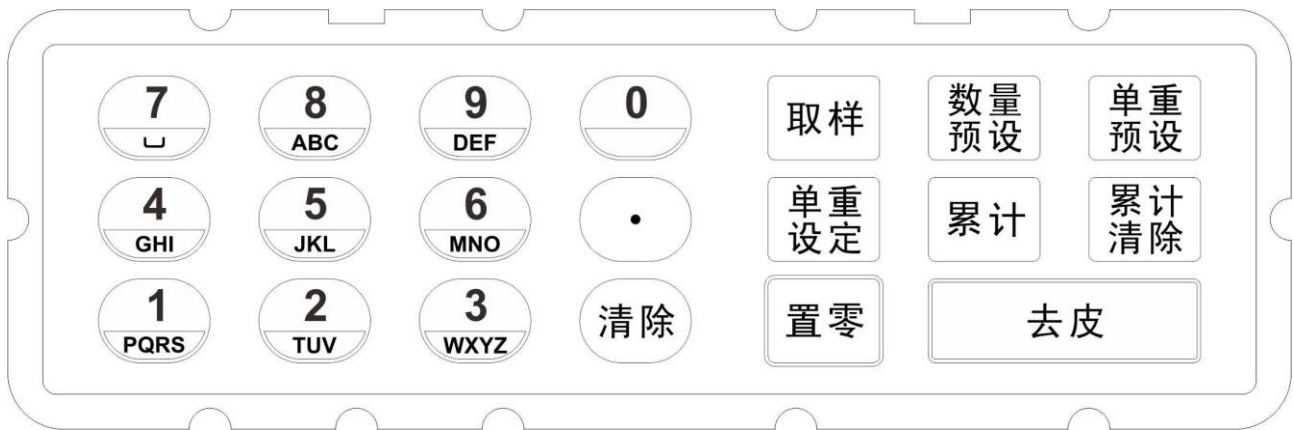 7
␣
8
ABC
9
DEF
0
取样
数量
预设
单重
预设
4
GHI
5
JKL
6
MNO
•
单重
设定
累计
累计
清除
1
PQRS
2
TUV
3
WXYZ
清除
置零
去皮